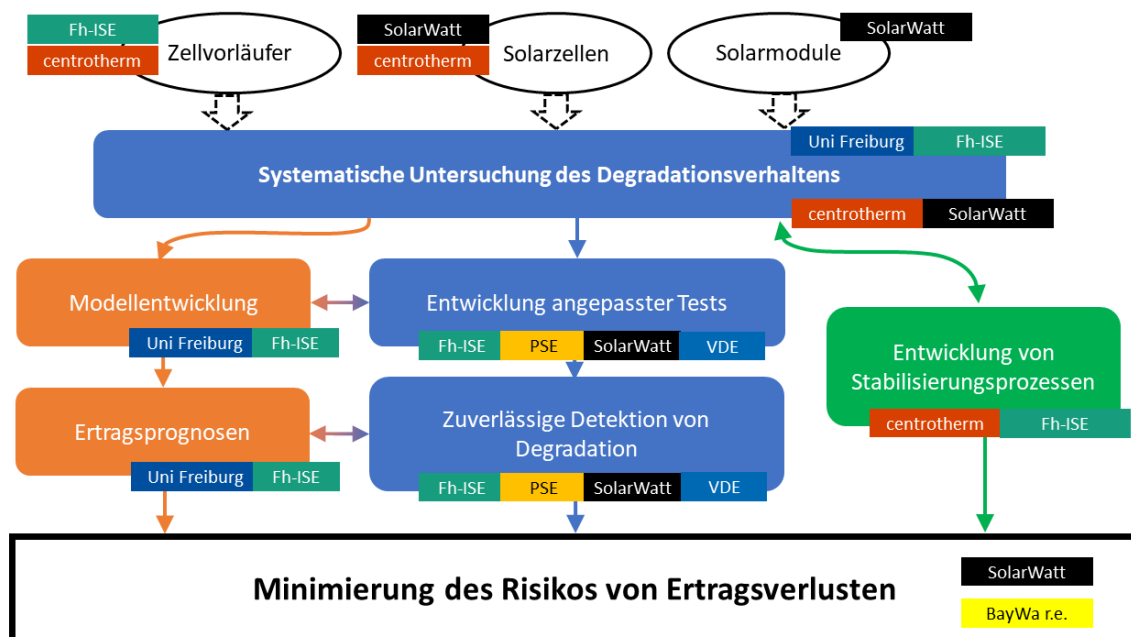 Fh-ISE
centrotherm
Zellvorläufer
SolarWatt
centrotherm
Solarzellen
SolarWatt
Solarmodule
Uni Freiburg Fh-ISE
Systematische Untersuchung des Degradationsverhaltens
centrotherm SolarWatt
Modellentwicklung
Uni Freiburg Fh-ISE
Entwicklung angepasster Tests
Fh-ISE PSE SolarWatt VDE
Entwicklung von
Stabilisierungsprozessen
centrotherm Fh-ISE
Ertragsprognosen
Uni Freiburg Fh-ISE
Zuverlässige Detektion von
Degradation
Fh-ISE PSE SolarWatt VDE
Minimierung des Risikos von Ertragsverlusten
SolarWatt
BayWa r.e.